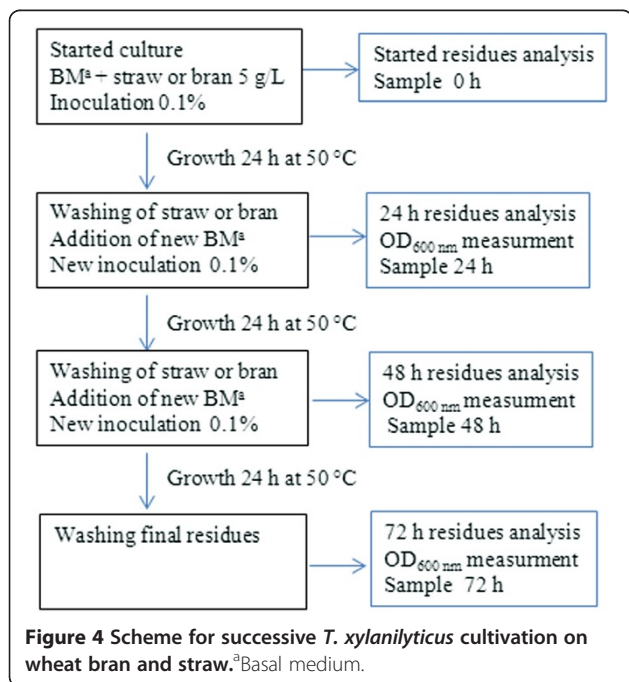 Started culture
BMᵃ + straw or bran 5 g/L
Inoculation 0.1%
Started residues analysis
Sample 0 h
Growth 24 h at 50 °C
Washing of straw or bran
Addition of new BMᵃ
New inoculation 0.1%
24 h residues analysis
OD600 nm measurment
Sample 24 h
Growth 24 h at 50 °C
Washing of straw or bran
Addition of new BMᵃ
New inoculation 0.1%
48 h residues analysis
OD600 nm measurment
Sample 48 h
Growth 24 h at 50 °C
Washing final residues
72 h residues analysis
OD600 nm measurment
Sample 72 h
Figure 4 Scheme for successive T. xylanilyticus cultivation on
wheat bran and straw.ᵃBasal medium.